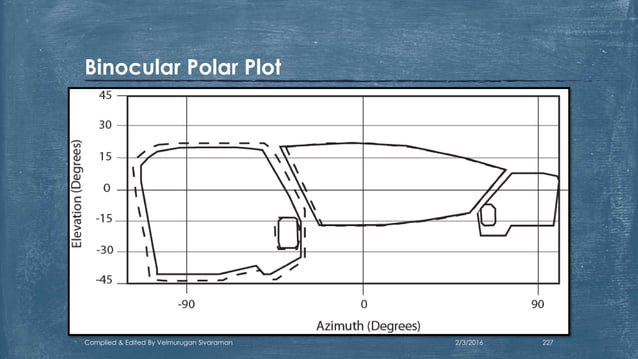 Binocular Polar Plot
45
30
15
0
-15
-30
-45
Elevation (Degrees)
-90 0 90
Azimuth (Degrees)
Complied & Edited By Velmurugan Sivaraman 2/3/2016 227